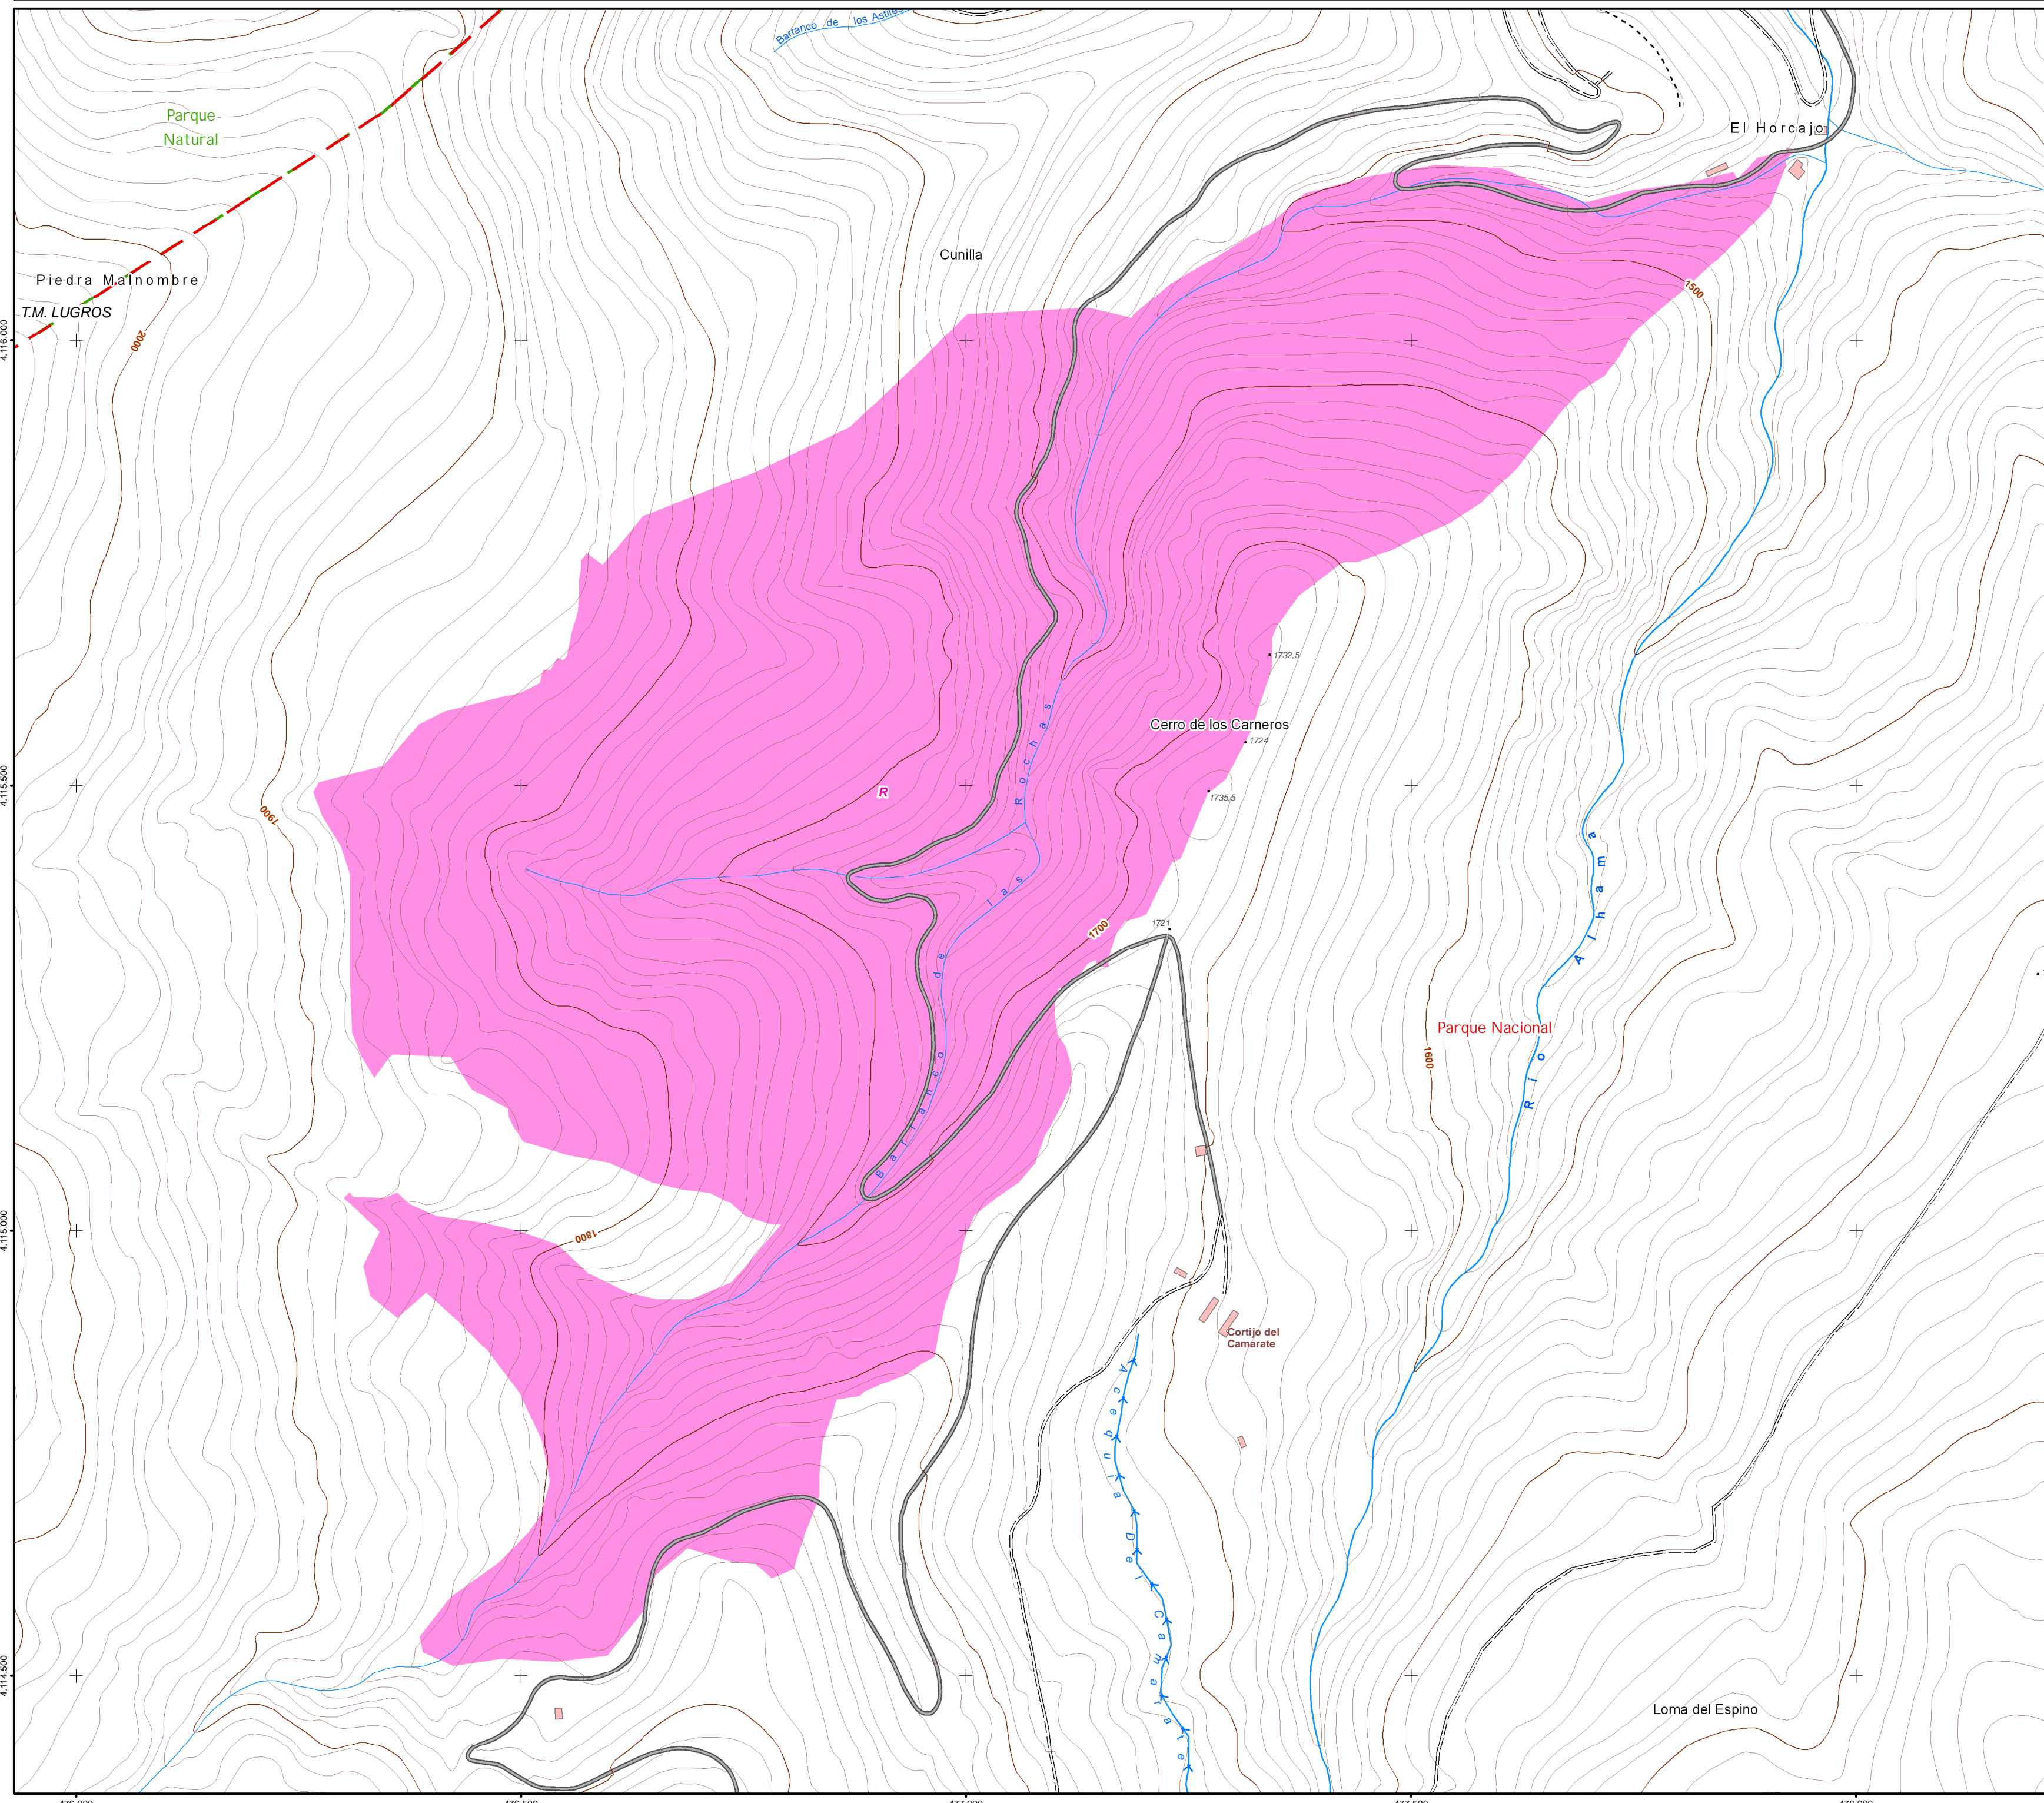 Barranco de los Astiles
Parque
Natural
El Horcajo
Cunilla
Piedra Malnombre
T.M. LUGROS
1500
2000
4.116.000
1732,5
Barranco de las Rochas
Cerro de los Carneros
1724
R
4.115.500
1735,5
1900
Rio Alhama
1721
1700
Parque Nacional
1600
4.115.000
1800
Cortijo del
Camarate
Acequia Del Camarate
4.114.500
Loma del Espino